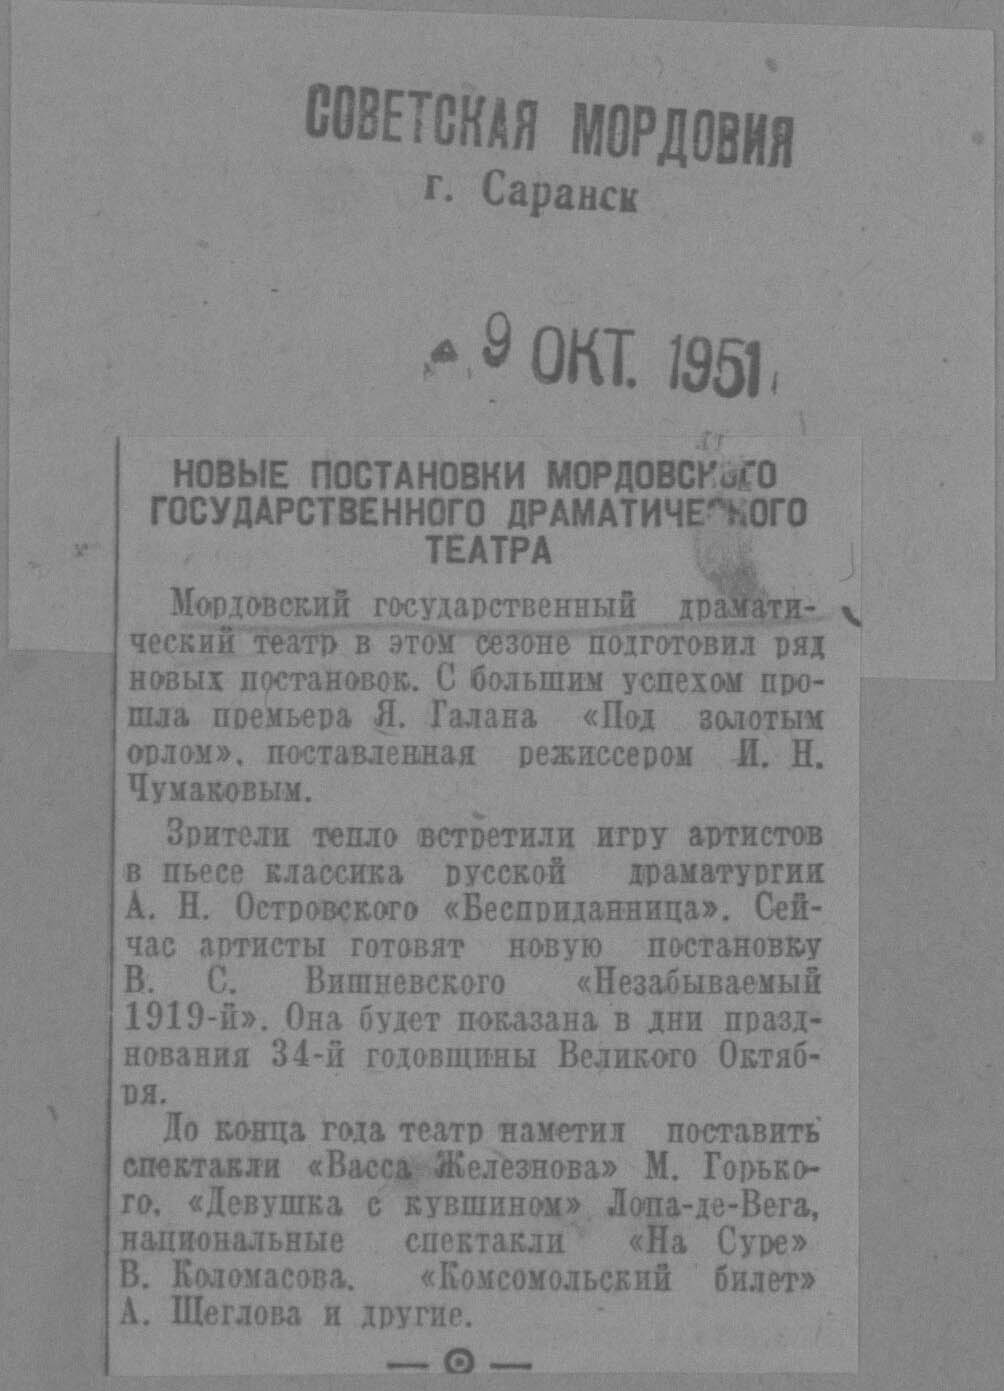 СОВЕТСКАЯ МОРДОВИЯ
г. Саранск
9 ОКТ. 1951
НОВЫЕ ПОСТАНОВКИ МОРДОВСКОГО
ГОСУДАРСТВЕННОГО ДРАМАТИЧЕСКОГО
ТЕАТРА
Мордовский государственный драмати-
ческий театр в этом сезоне подготовил ряд
новых постановок. С большим успехом про-
шла премьера Я. Галана «Под золотым
орлом», поставленная режиссером И. Н.
Чумаковым.
Зрители тепло встретили игру артистов
в пьесе классика русской драматургии
А. Н. Островского «Бесприданница». Сей-
час артисты готовят новую постановку
В. С. Вишневского «Незабываемый
1919-й». Она будет показана в дни празд-
нования 34-й годовщины Великого Октяб-
ря.
До конца года театр наметил поставить
спектакли «Васса Железнова» М. Горько-
го, «Девушка с кувшином» Лопа-де-Вега,
национальные спектакли «На Суре»
В. Коломасова, «Комсомольский билет»
А. Щеглова и другие.